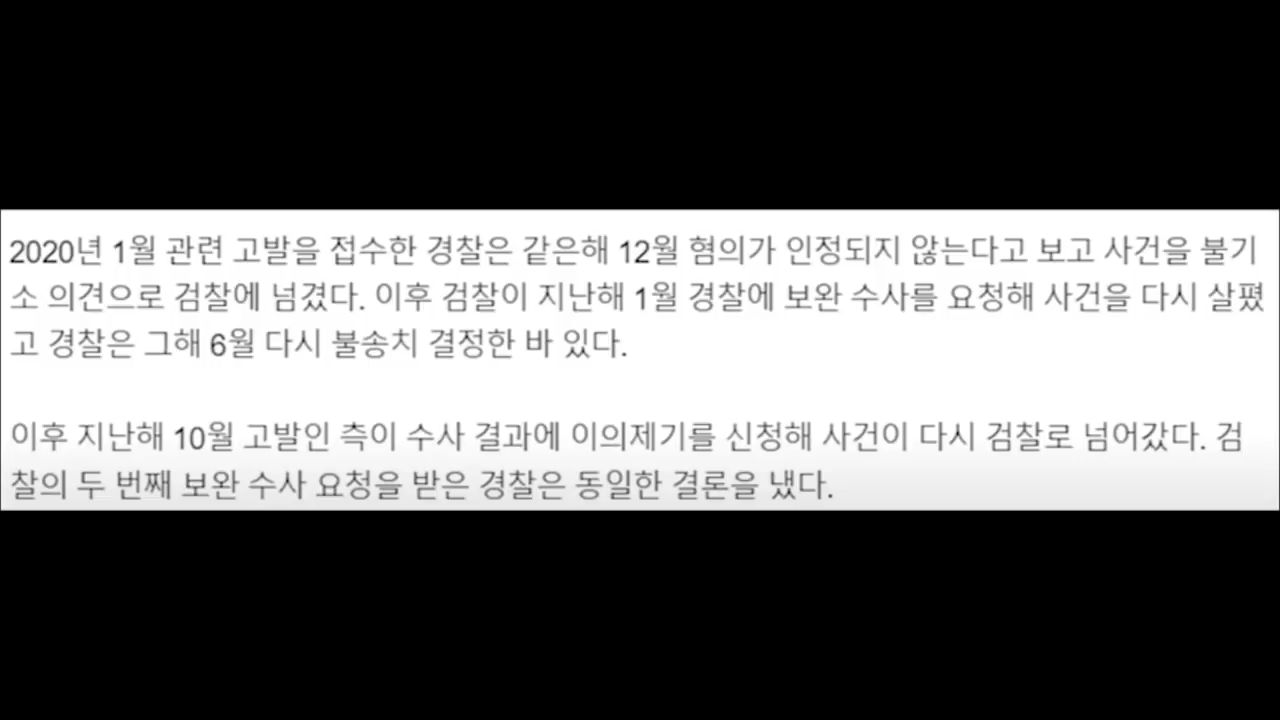 2020년 1월 관련 고발을 접수한 경찰은 같은해 12월 혐의가 인정되지 않는다고 보고 사건을 불기
소 의견으로 검찰에 넘겼다. 이후 검찰이 지난해 1월 경찰에 보완 수사를 요청해 사건을 다시 살폈
고 경찰은 그해 6월 다시 불송치 결정한 바 있다.
이후 지난해 10월 고발인 측이 수사 결과에 이의제기를 신청해 사건이 다시 검찰로 넘어갔다. 검
찰의 두 번째 보완 수사 요청을 받은 경찰은 동일한 결론을 냈다.